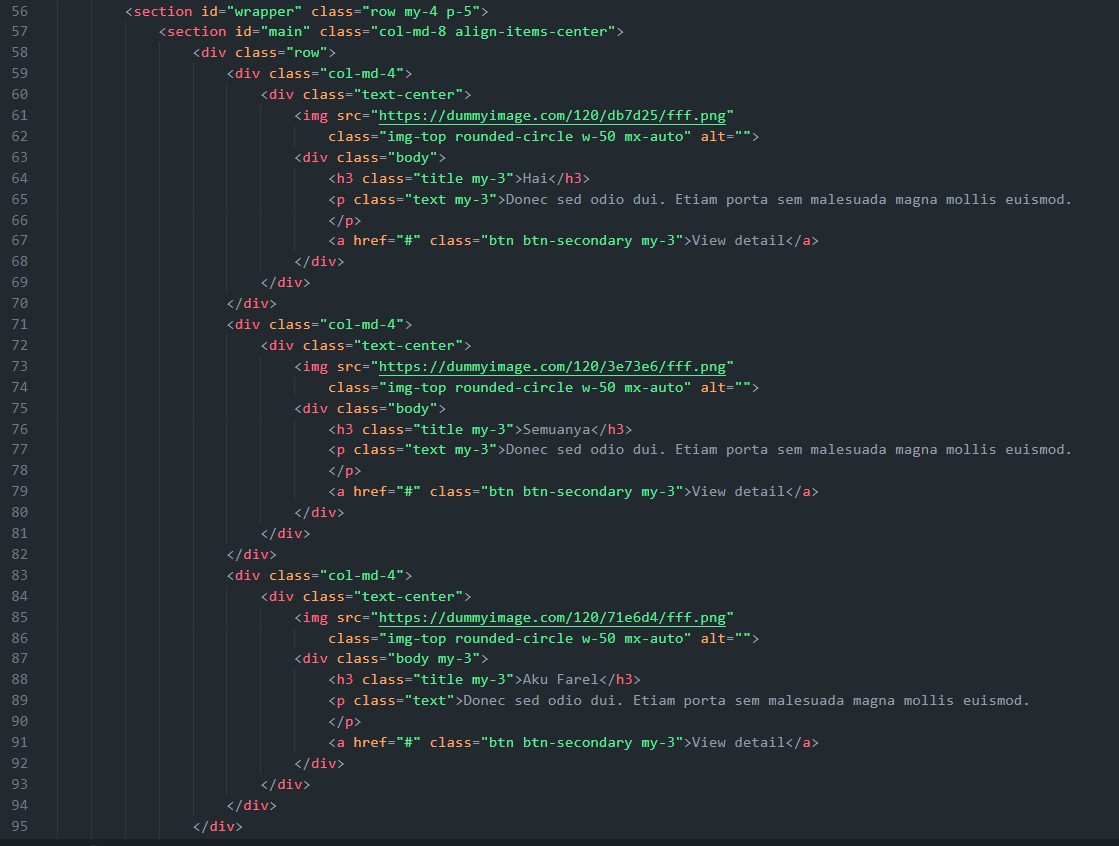 56 <section id="wrapper" class="row my-4 p-5">
57 <section id="main" class="col-md-8 align-items-center">
58 <div class="row">
59 <div class="col-md-4">
60 <div class="text-center">
61 <img src="https://dummyimage.com/120/db7d25/fff.png"
62 class="img-top rounded-circle w-50 mx-auto" alt="">
63 <div class="body">
64 <h3 class="title my-3">Hai</h3>
65 <p class="text my-3">Donec sed odio dui. Etiam porta sem malesuada magna mollis euismod.
66 </p>
67 <a href="#" class="btn btn-secondary my-3">View detail</a>
68 </div>
69 </div>
70 </div>
71 <div class="col-md-4">
72 <div class="text-center">
73 <img src="https://dummyimage.com/120/3e73e6/fff.png"
74 class="img-top rounded-circle w-50 mx-auto" alt="">
75 <div class="body">
76 <h3 class="title my-3">Semuanya</h3>
77 <p class="text my-3">Donec sed odio dui. Etiam porta sem malesuada magna mollis euismod.
78 </p>
79 <a href="#" class="btn btn-secondary my-3">View detail</a>
80 </div>
81 </div>
82 </div>
83 <div class="col-md-4">
84 <div class="text-center">
85 <img src="https://dummyimage.com/120/71e6d4/fff.png"
86 class="img-top rounded-circle w-50 mx-auto" alt="">
87 <div class="body my-3">
88 <h3 class="title my-3">Aku Farel</h3>
89 <p class="text">Donec sed odio dui. Etiam porta sem malesuada magna mollis euismod.
90 </p>
91 <a href="#" class="btn btn-secondary my-3">View detail</a>
92 </div>
93 </div>
94 </div>
95 </div>